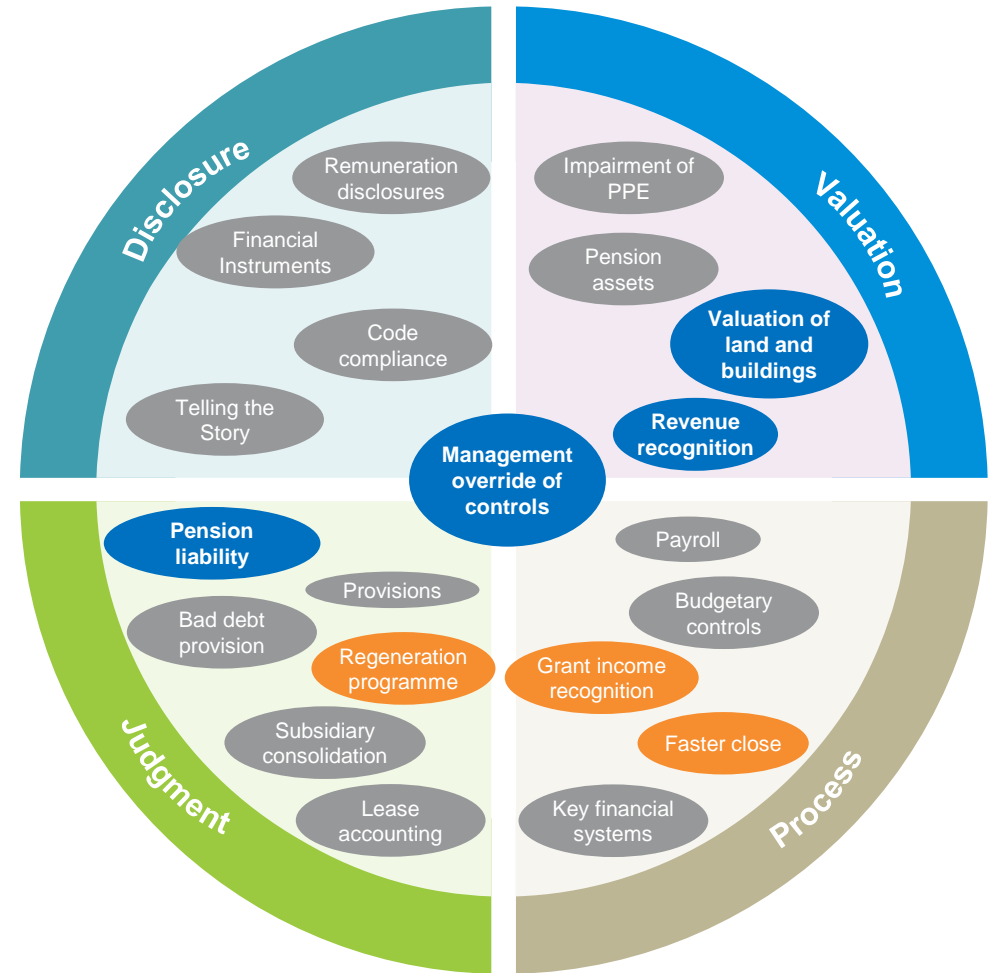 Disclosure
Remuneration
disclosures
Financial
Instruments
Code
compliance
Telling the
Story
Valuation
Impairment of
PPE
Pension
assets
Valuation of
land and
buildings
Revenue
recognition
Management
override of
controls
Judgment
Pension
liability
Provisions
Bad debt
provision
Regeneration
programme
Subsidiary
consolidation
Lease
accounting
Process
Payroll
Budgetary
controls
Grant income
recognition
Faster close
Key financial
systems